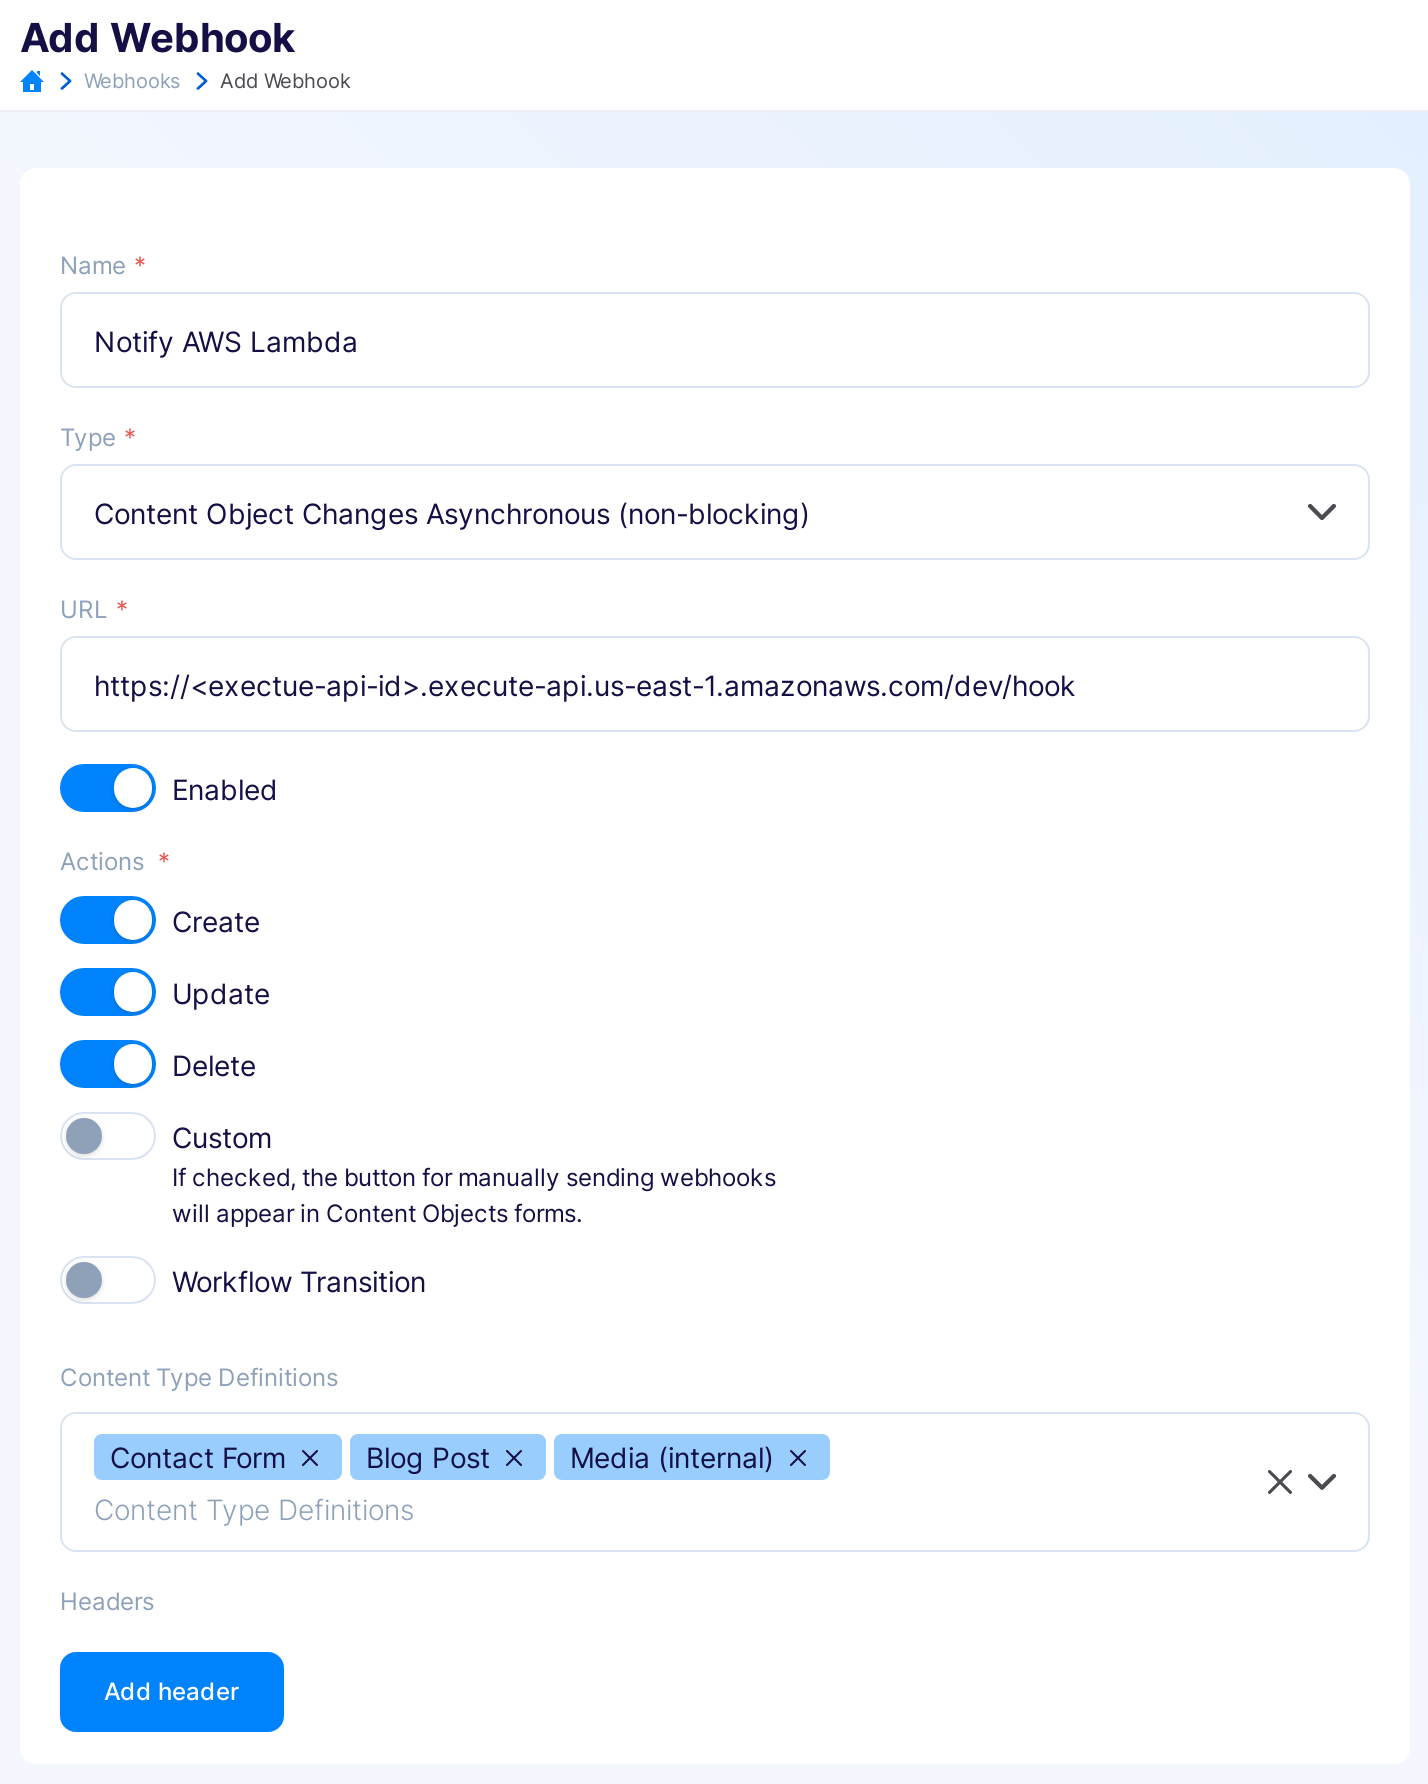 Add Webhook
Webhooks Add Webhook
Name *
Notify AWS Lambda
Type *
Content Object Changes Asynchronous (non-blocking)
URL *
https://<exectue-api-id>.execute-api.us-east-1.amazonaws.com/dev/hook
Enabled
Actions *
Create
Update
Delete
Custom
If checked, the button for manually sending webhooks
will appear in Content Objects forms.
Workflow Transition
Content Type Definitions
Contact Form Blog Post Media (internal)
Content Type Definitions
Headers
Add header